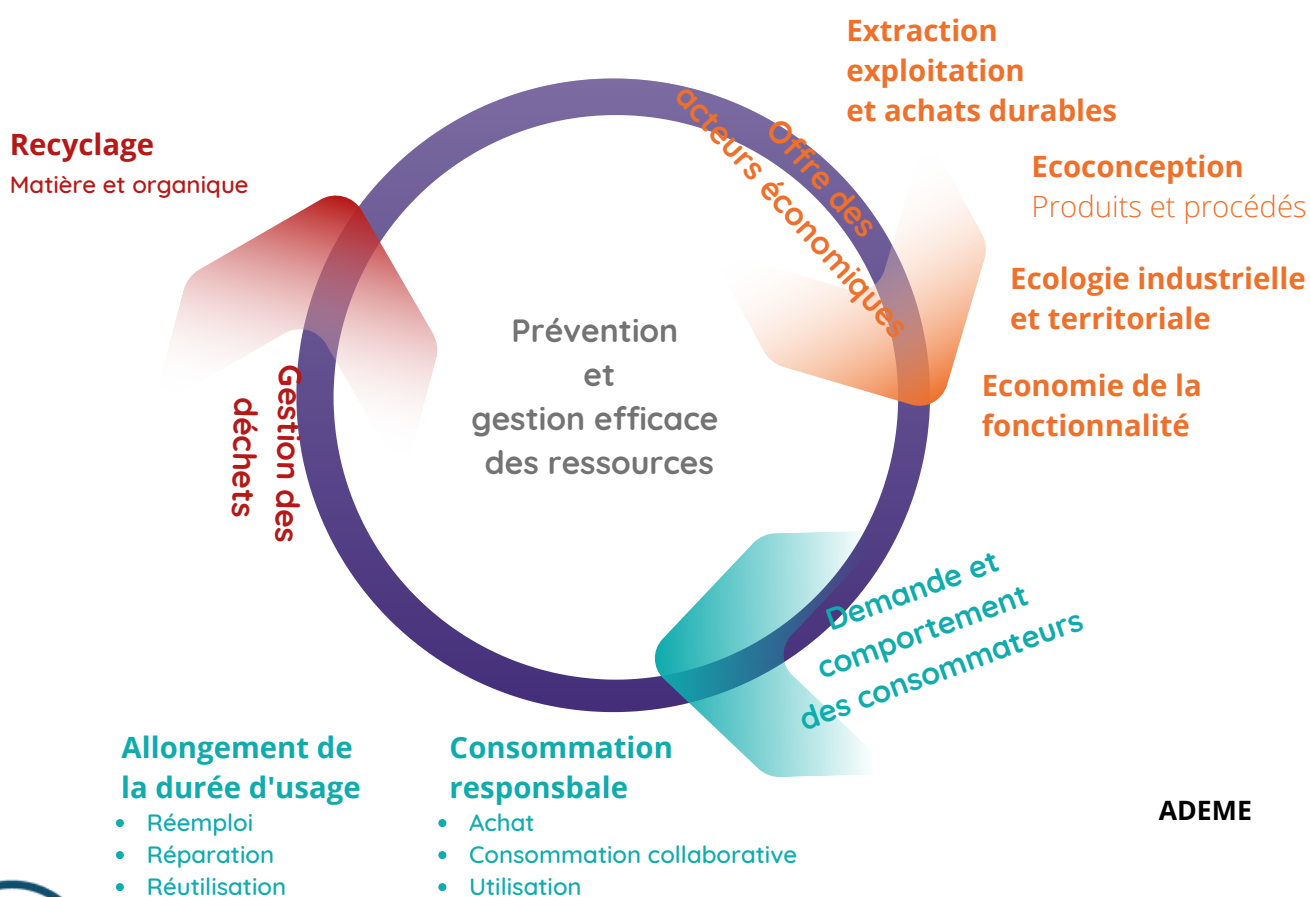 Extraction
exploitation
et achats durables
Ecoconception
Produits et procédés
Ecologie industrielle
et territoriale
Economie de la
fonctionnalité
Offre des
acteurs économiques
Recyclage
Matière et organique
Gestion des
déchets
Prévention
et
gestion efficace
des ressources
Demande et
comportement
des consommateurs
Allongement de
la durée d'usage
• Réemploi
• Réparation
• Réutilisation
Consommation
responsbale
• Achat
• Consommation collaborative
• Utilisation
ADEME